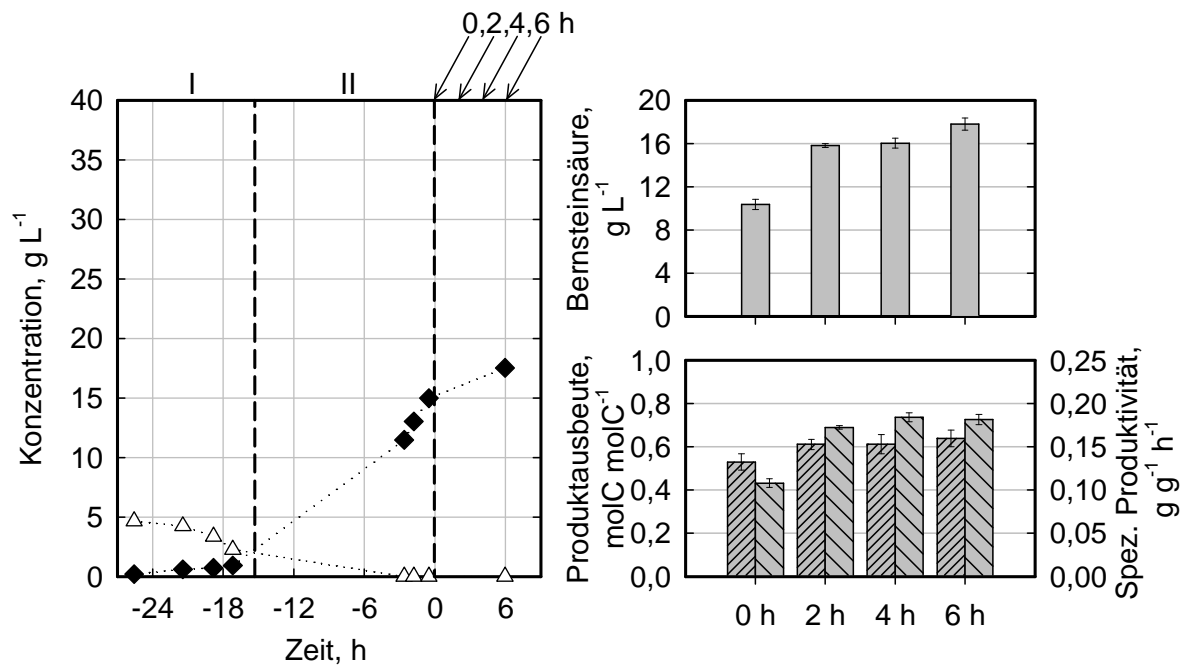 0,2,4,6 h
I
II
40
35
30
25
20
15
10
5
0
Konzentration, g L⁻¹
-24
-18
-12
-6
0
6
Zeit, h
20
16
12
8
4
0
Bernsteinsäure,
g L⁻¹
1,0
0,8
0,6
0,4
0,2
0,0
Produktausbeute,
molC molC⁻¹
0,25
0,20
0,15
0,10
0,05
0,00
Spez. Produktivität,
g g⁻¹ h⁻¹
0 h
2 h
4 h
6 h